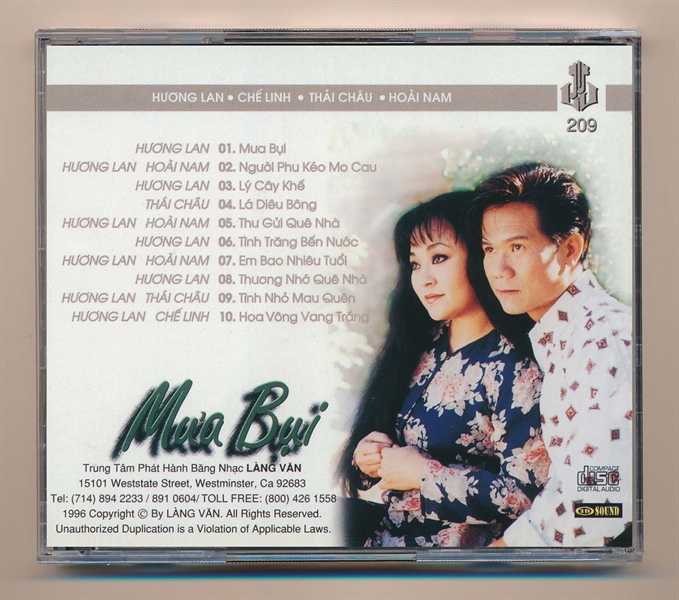 HƯƠNG LAN • CHẾ LINH • THÁI CHÂU • HOÀI NAM
209
HƯƠNG LAN 01. Mưa Bụi
HƯƠNG LAN HOÀI NAM 02. Người Phu Kéo Mo Cau
HƯƠNG LAN 03. Lý Cây Khế
THÁI CHÂU 04. Lá Diêu Bông
HƯƠNG LAN HOÀI NAM 05. Thư Gửi Quê Nhà
HƯƠNG LAN 06. Tình Trăng Bến Nước
HƯƠNG LAN HOÀI NAM 07. Em Bao Nhiêu Tuổi
HƯƠNG LAN 08. Thương Nhớ Quê Nhà
HƯƠNG LAN THÁI CHÂU 09. Tình Nhỏ Mau Quên
HƯƠNG LAN CHẾ LINH 10. Hoa Vông Vang Trắng
Mưa Bụi
Trung Tâm Phát Hành Băng Nhạc LÀNG VĂN
15101 Weststate Street, Westminster, Ca 92683
Tel: (714) 894 2233 / 891 0604/ TOLL FREE: (800) 426 1558
1996 Copyright © By LÀNG VĂN. All Rights Reserved.
Unauthorized Duplication is a Violation of Applicable Laws.
COMPACT
disc
DIGITAL AUDIO
3D SOUND